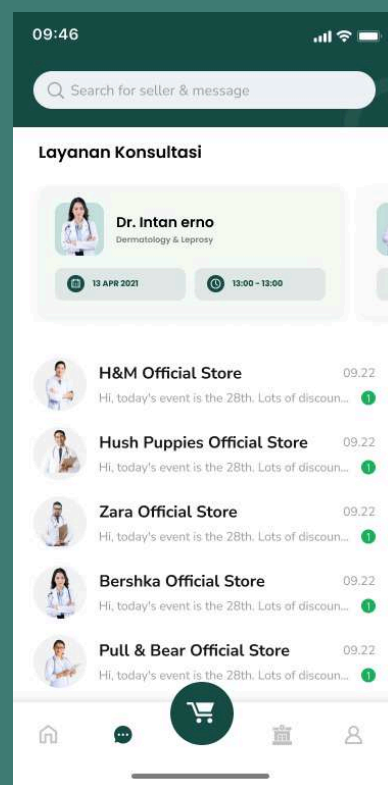 09:46
Search for seller & message
Layanan Konsultasi
Dr. Intan erno
Dermatology & Leprosy
13 APR 2021
13:00 - 13:00
H&M Official Store
09.22
Hi, today's event is the 28th. Lots of discoun...
1
Hush Puppies Official Store
09.22
Hi, today's event is the 28th. Lots of discoun...
1
Zara Official Store
09.22
Hi, today's event is the 28th. Lots of discoun...
1
Bershka Official Store
09.22
Hi, today's event is the 28th. Lots of discoun...
1
Pull & Bear Official Store
09.22
Hi, today's event is the 28th. Lots of discoun...
1